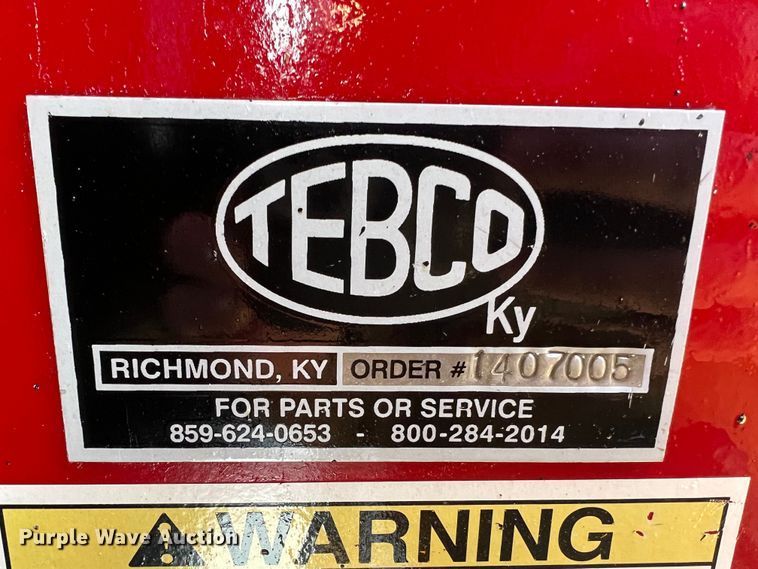 TEBCO
Ky
RICHMOND, KY ORDER # 1407005
FOR PARTS OR SERVICE
859-624-0653 - 800-284-2014
WARNING
Purple Wave Auction